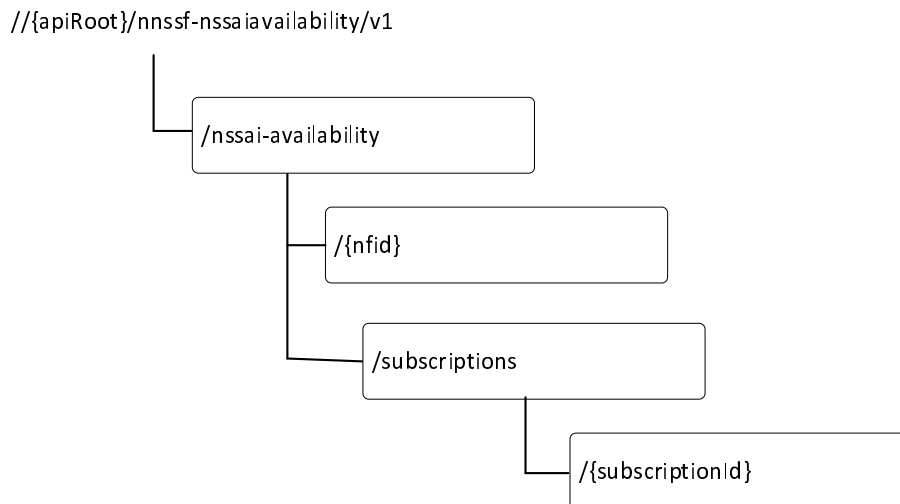 //{apiRoot}/nnssf-nssaiavailability/v1
/nssai-availability
/{nfid}
/subscriptions
/{subscriptionId}